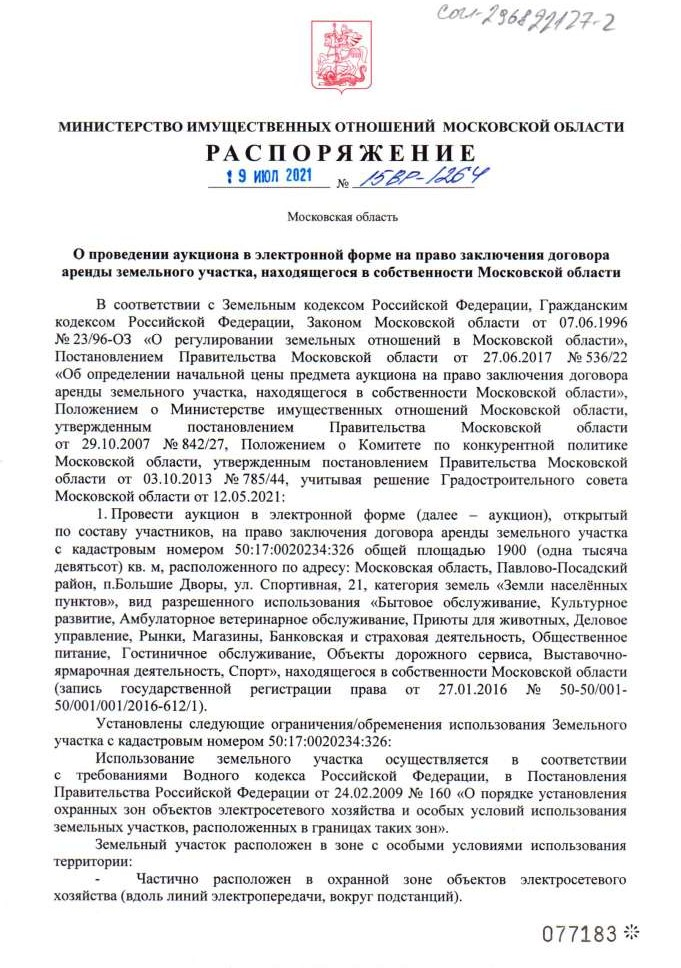 СОГЛ-296822127-2
МИНИСТЕРСТВО ИМУЩЕСТВЕННЫХ ОТНОШЕНИЙ МОСКОВСКОЙ ОБЛАСТИ
РАСПОРЯЖЕНИЕ
19 ИЮЛ 2021 № 15ВР-1264
Московская область
О проведении аукциона в электронной форме на право заключения договора
аренды земельного участка, находящегося в собственности Московской области
В соответствии с Земельным кодексом Российской Федерации, Гражданским
кодексом Российской Федерации, Законом Московской области от 07.06.1996
№ 23/96-ОЗ «О регулировании земельных отношений в Московской области»,
Постановлением Правительства Московской области от 27.06.2017 № 536/22
«Об определении начальной цены предмета аукциона на право заключения договора
аренды земельного участка, находящегося в собственности Московской области»,
Положением о Министерстве имущественных отношений Московской области,
утвержденным постановлением Правительства Московской области
от 29.10.2007 № 842/27, Положением о Комитете по конкурентной политике
Московской области, утвержденным постановлением Правительства Московской
области от 03.10.2013 № 785/44, учитывая решение Градостроительного совета
Московской области от 12.05.2021:
1. Провести аукцион в электронной форме (далее – аукцион), открытый
по составу участников, на право заключения договора аренды земельного участка
с кадастровым номером 50:17:0020234:326 общей площадью 1900 (одна тысяча
девятьсот) кв. м, расположенного по адресу: Московская область, Павлово-Посадский
район, п.Большие Дворы, ул. Спортивная, 21, категория земель «Земли населённых
пунктов», вид разрешенного использования «Бытовое обслуживание, Культурное
развитие, Амбулаторное ветеринарное обслуживание, Приюты для животных, Деловое
управление, Рынки, Магазины, Банковская и страховая деятельность, Общественное
питание, Гостиничное обслуживание, Объекты дорожного сервиса, Выставочно-
ярмарочная деятельность, Спорт», находящегося в собственности Московской области
(запись государственной регистрации права от 27.01.2016 № 50-50/001-
50/001/001/2016-612/1).
Установлены следующие ограничения/обременения использования Земельного
участка с кадастровым номером 50:17:0020234:326:
Использование земельного участка осуществляется в соответствии
с требованиями Водного кодекса Российской Федерации, в Постановления
Правительства Российской Федерации от 24.02.2009 № 160 «О порядке установления
охранных зон объектов электросетевого хозяйства и особых условий использования
земельных участков, расположенных в границах таких зон».
Земельный участок расположен в зоне с особыми условиями использования
территории:
- Частично расположен в охранной зоне объектов электросетевого
хозяйства (вдоль линий электропередачи, вокруг подстанций).
077183